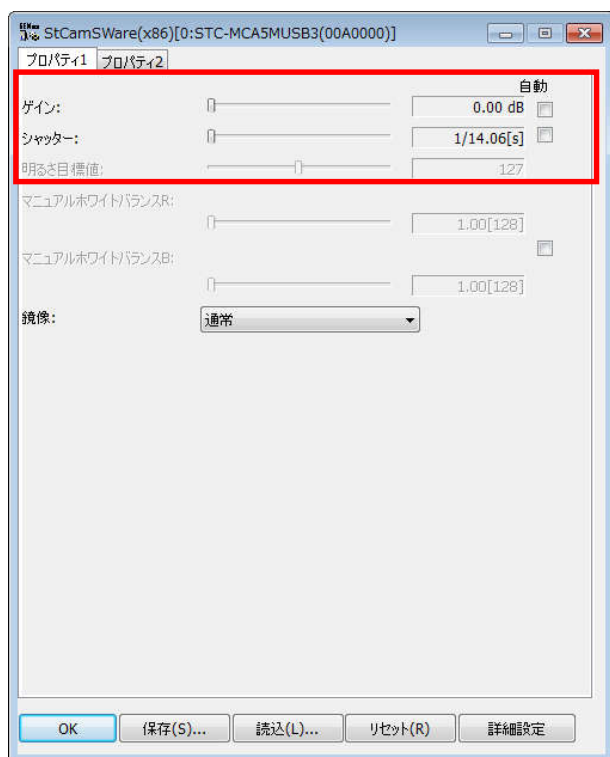 StCamSWare(x86)[0:STC-MCA5MUSB3(00A0000)]
プロパティ1 プロパティ2
自動
ゲイン: 0.00 dB
シャッター: 1/14.06[s]
明るさ目標値: 127
マニュアルホワイトバランスR:
1.00[128]
マニュアルホワイトバランスB:
1.00[128]
鏡像: 通常
OK 保存(S)... 読込(L)... リセット(R) 詳細設定